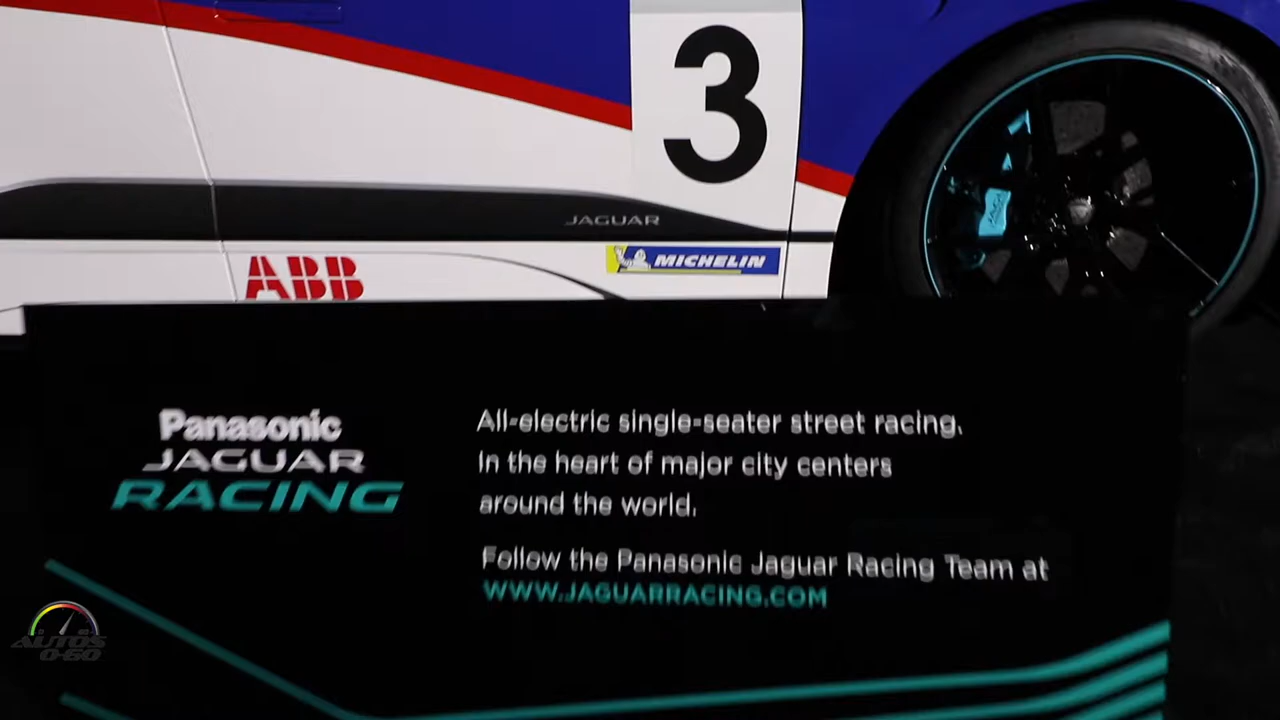 3
JAGUAR
ABB
MICHELIN
Panasonic
JAGUAR
RACING
All-electric single-seater street racing.
In the heart of major city centers
around the world.
Follow the Panasonic Jaguar Racing Team at
WWW.JAGUARRACING.COM
AUTOS
0-60